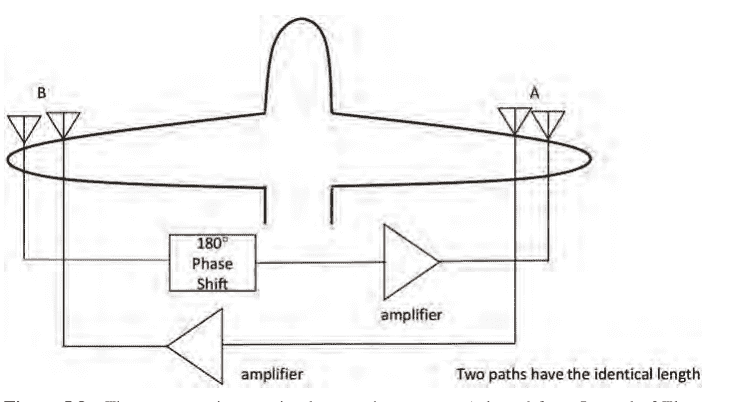 B
A
180°
Phase
Shift
amplifier
amplifier
Two paths have the identical length